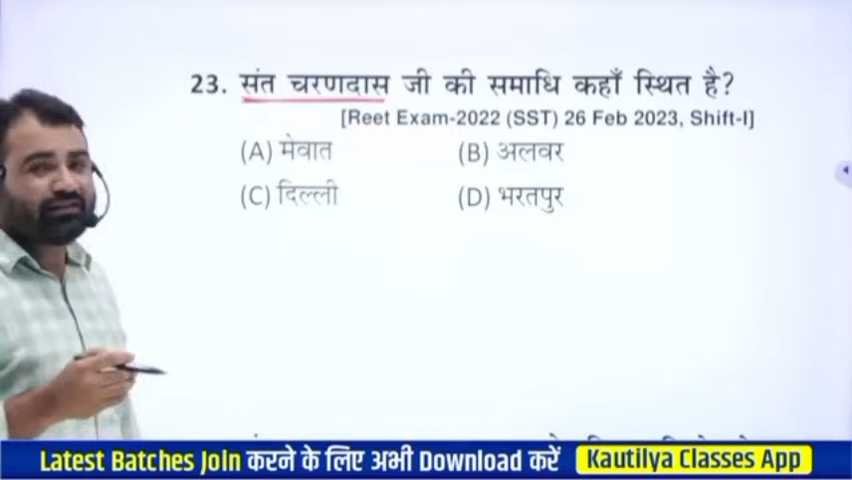 23. संत चरणदास जी की समाधि कहाँ स्थित है?
[Reet Exam-2022 (SST) 26 Feb 2023, Shift-I]
(A) मेवात (B) अलवर
(C) दिल्ली (D) भरतपुर
Latest Batches Join करने के लिए अभी Download करें Kautilya Classes App